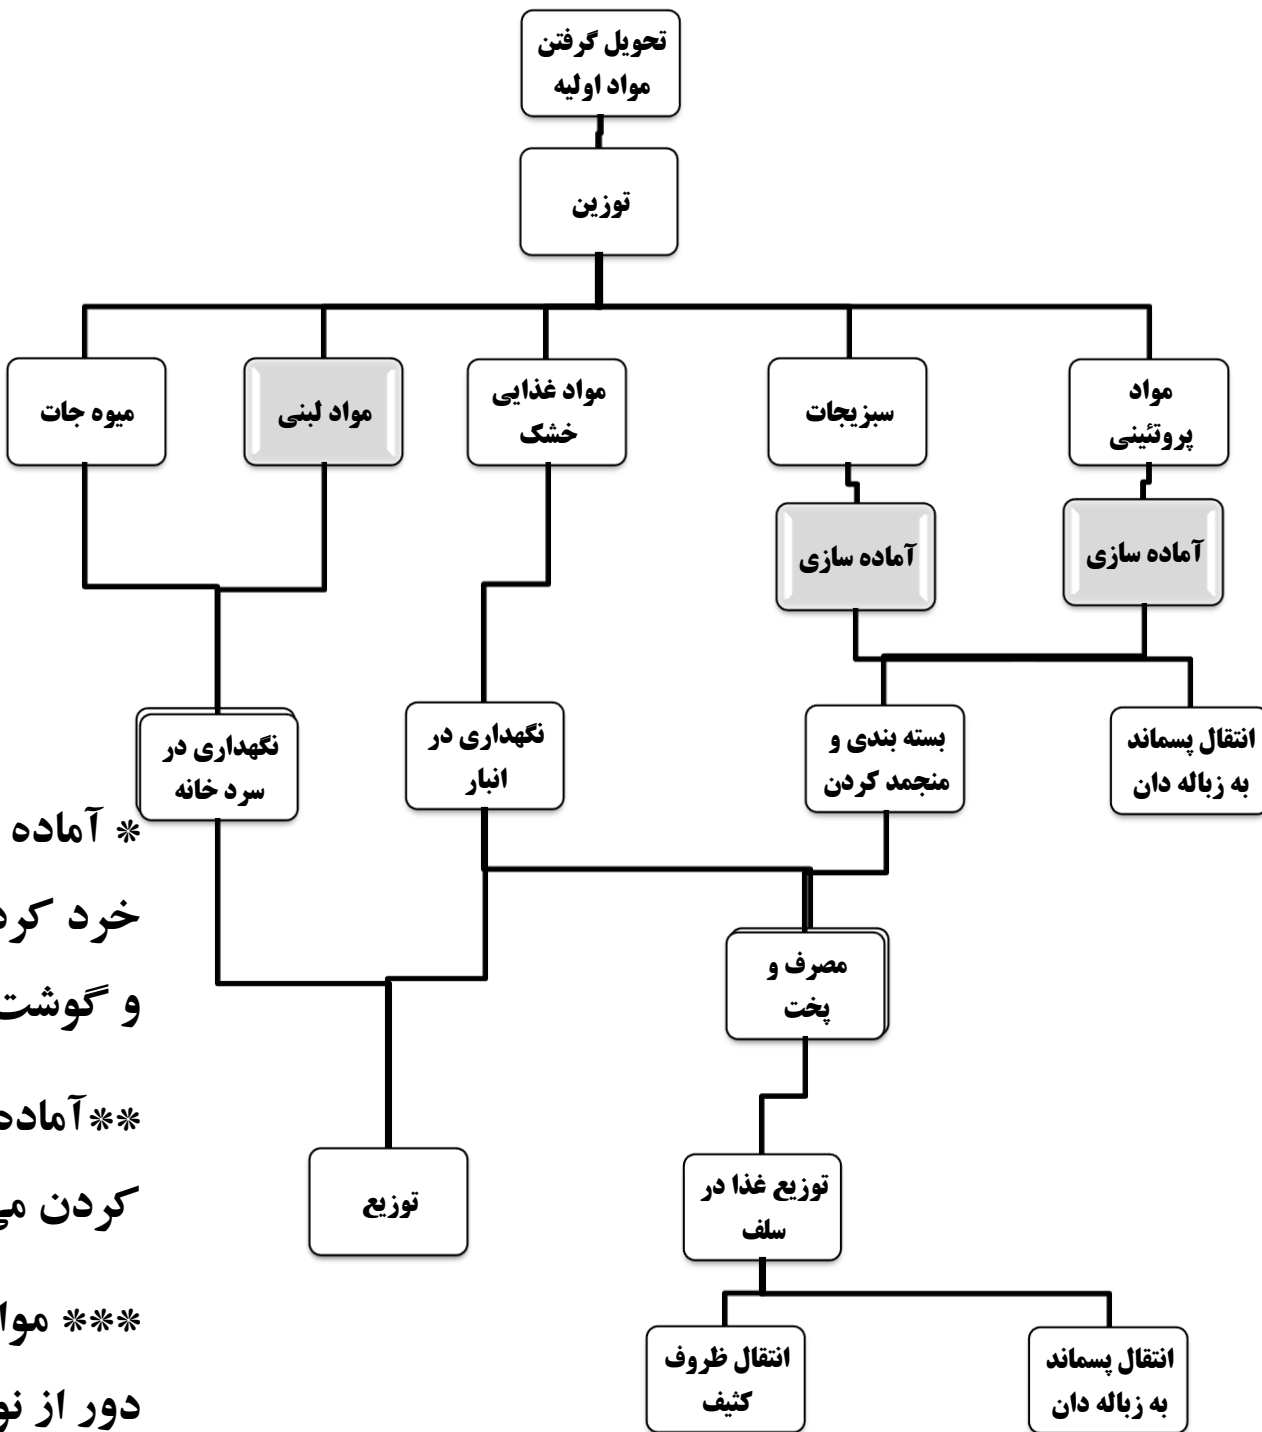 تحویل گرفتن
مواد اولیه
توزین
مواد
پروتئینی
سبزیجات
مواد غذایی
خشک
مواد لبنی
میوه جات
آماده سازی
آماده سازی
انتقال پسماند
به زباله دان
بسته بندی و
منجمد کردن
نگهداری در
انبار
نگهداری در
سرد خانه
* آماده
خرد کرد
و گوشت
مصرف و
پخت
**آماده
کردن می
توزیع غذا در
سلف
توزیع
*** موا
دور از نو
انتقال پسماند
به زباله دان
انتقال ظروف
کثیف